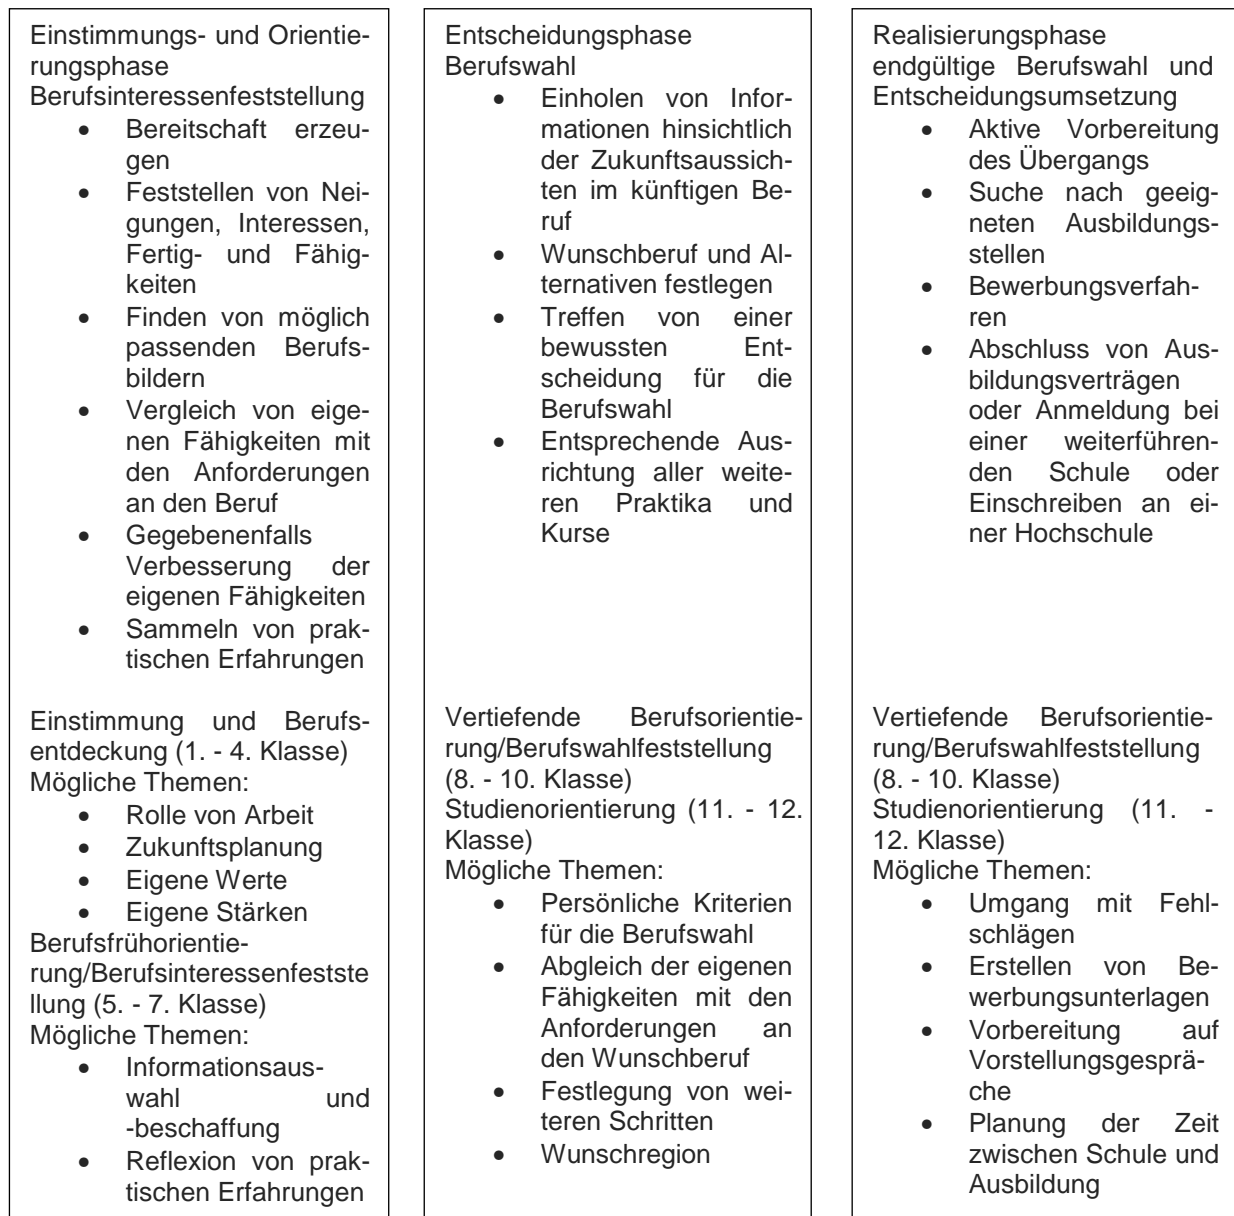 Einstimmungs- und Orientie-
rungsphase
Berufsinteressenfeststellung
• Bereitschaft erzeu-
gen
• Feststellen von Nei-
gungen, Interessen,
Fertig- und Fähig-
keiten
• Finden von möglich
passenden Berufs-
bildern
• Vergleich von eige-
nen Fähigkeiten mit
den Anforderungen
an den Beruf
• Gegebenenfalls
Verbesserung der
eigenen Fähigkeiten
• Sammeln von prak-
tischen Erfahrungen
Einstimmung und Berufs-
entdeckung (1. - 4. Klasse)
Mögliche Themen:
• Rolle von Arbeit
• Zukunftsplanung
• Eigene Werte
• Eigene Stärken
Berufsfrühorientie-
rung/Berufsinteressenfestste
llung (5. - 7. Klasse)
Mögliche Themen:
• Informationsaus-
wahl und
-beschaffung
• Reflexion von prak-
tischen Erfahrungen
Entscheidungsphase
Berufswahl
• Einholen von Infor-
mationen hinsichtlich
der Zukunftsaussich-
ten im künftigen Be-
ruf
• Wunschberuf und Al-
ternativen festlegen
• Treffen von einer
bewussten Ent-
scheidung für die
Berufswahl
• Entsprechende Aus-
richtung aller weite-
ren Praktika und
Kurse
Vertiefende Berufsorientie-
rung/Berufswahlfeststellung
(8. - 10. Klasse)
Studienorientierung (11. - 12.
Klasse)
Mögliche Themen:
• Persönliche Kriterien
für die Berufswahl
• Abgleich der eigenen
Fähigkeiten mit den
Anforderungen an
den Wunschberuf
• Festlegung von wei-
teren Schritten
• Wunschregion
Realisierungsphase
endgültige Berufswahl und
Entscheidungsumsetzung
• Aktive Vorbereitung
des Übergangs
• Suche nach geeig-
neten Ausbildungs-
stellen
• Bewerbungsverfah-
ren
• Abschluss von Aus-
bildungsverträgen
oder Anmeldung bei
einer weiterführen-
den Schule oder
Einschreiben an ei-
ner Hochschule
Vertiefende Berufsorientie-
rung/Berufswahlfeststellung
(8. - 10. Klasse)
Studienorientierung (11. -
12. Klasse)
Mögliche Themen:
• Umgang mit Fehl-
schlägen
• Erstellen von Be-
werbungsunterlagen
• Vorbereitung auf
Vorstellungsgesprä-
che
• Planung der Zeit
zwischen Schule und
Ausbildung